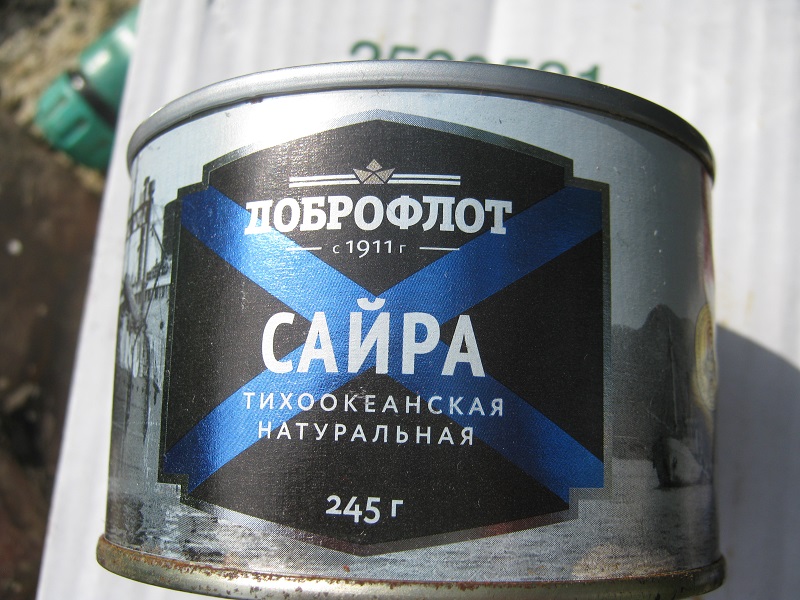 ДОБРОФЛОТ
с 1911 г
САЙРА
ТИХООКЕАНСКАЯ
НАТУРАЛЬНАЯ
245 г